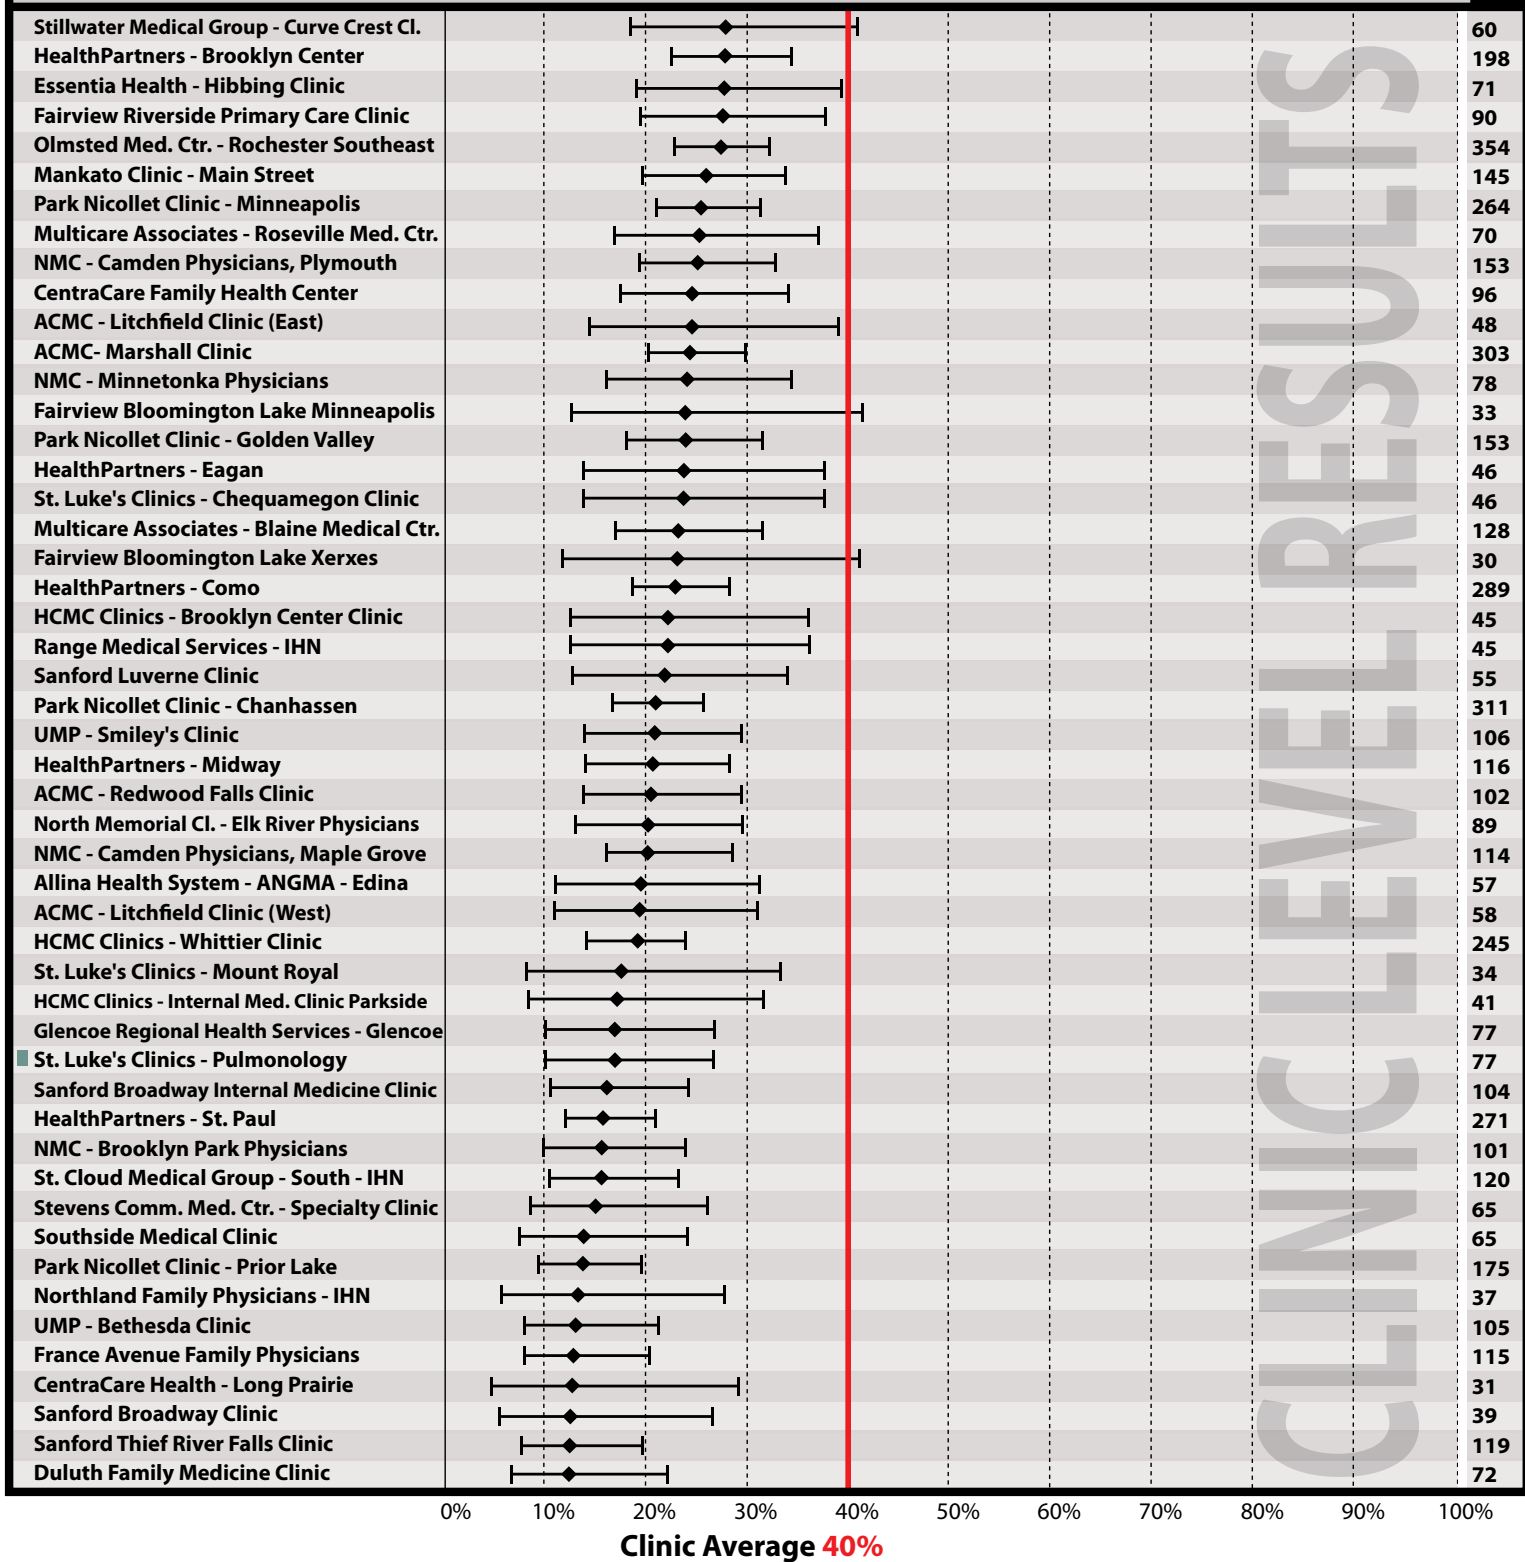 Stillwater Medical Group - Curve Crest Cl. 60
HealthPartners - Brooklyn Center 198
Essentia Health - Hibbing Clinic 71
Fairview Riverside Primary Care Clinic 90
Olmsted Med. Ctr. - Rochester Southeast 354
Mankato Clinic - Main Street 145
Park Nicollet Clinic - Minneapolis 264
Multicare Associates - Roseville Med. Ctr. 70
NMC - Camden Physicians, Plymouth 153
CentraCare Family Health Center 96
ACMC - Litchfield Clinic (East) 48
ACMC- Marshall Clinic 303
NMC - Minnetonka Physicians 78
Fairview Bloomington Lake Minneapolis 33
Park Nicollet Clinic - Golden Valley 153
HealthPartners - Eagan 46
St. Luke's Clinics - Chequamegon Clinic 46
Multicare Associates - Blaine Medical Ctr. 128
Fairview Bloomington Lake Xerxes 30
HealthPartners - Como 289
HCMC Clinics - Brooklyn Center Clinic 45
Range Medical Services - IHN 45
Sanford Luverne Clinic 55
Park Nicollet Clinic - Chanhassen 311
UMP - Smiley's Clinic 106
HealthPartners - Midway 116
ACMC - Redwood Falls Clinic 102
North Memorial Cl. - Elk River Physicians 89
NMC - Camden Physicians, Maple Grove 114
Allina Health System - ANGMA - Edina 57
ACMC - Litchfield Clinic (West) 58
HCMC Clinics - Whittier Clinic 245
St. Luke's Clinics - Mount Royal 34
HCMC Clinics - Internal Med. Clinic Parkside 41
Glencoe Regional Health Services - Glencoe 77
St. Luke's Clinics - Pulmonology 77
Sanford Broadway Internal Medicine Clinic 104
HealthPartners - St. Paul 271
NMC - Brooklyn Park Physicians 101
St. Cloud Medical Group - South - IHN 120
Stevens Comm. Med. Ctr. - Specialty Clinic 65
Southside Medical Clinic 65
Park Nicollet Clinic - Prior Lake 175
Northland Family Physicians - IHN 37
UMP - Bethesda Clinic 105
France Avenue Family Physicians 115
CentraCare Health - Long Prairie 31
Sanford Broadway Clinic 39
Sanford Thief River Falls Clinic 119
Duluth Family Medicine Clinic 72
CLINIC LEVEL RESULTS
0% 10% 20% 30% 40% 50% 60% 70% 80% 90% 100%
Clinic Average 40%